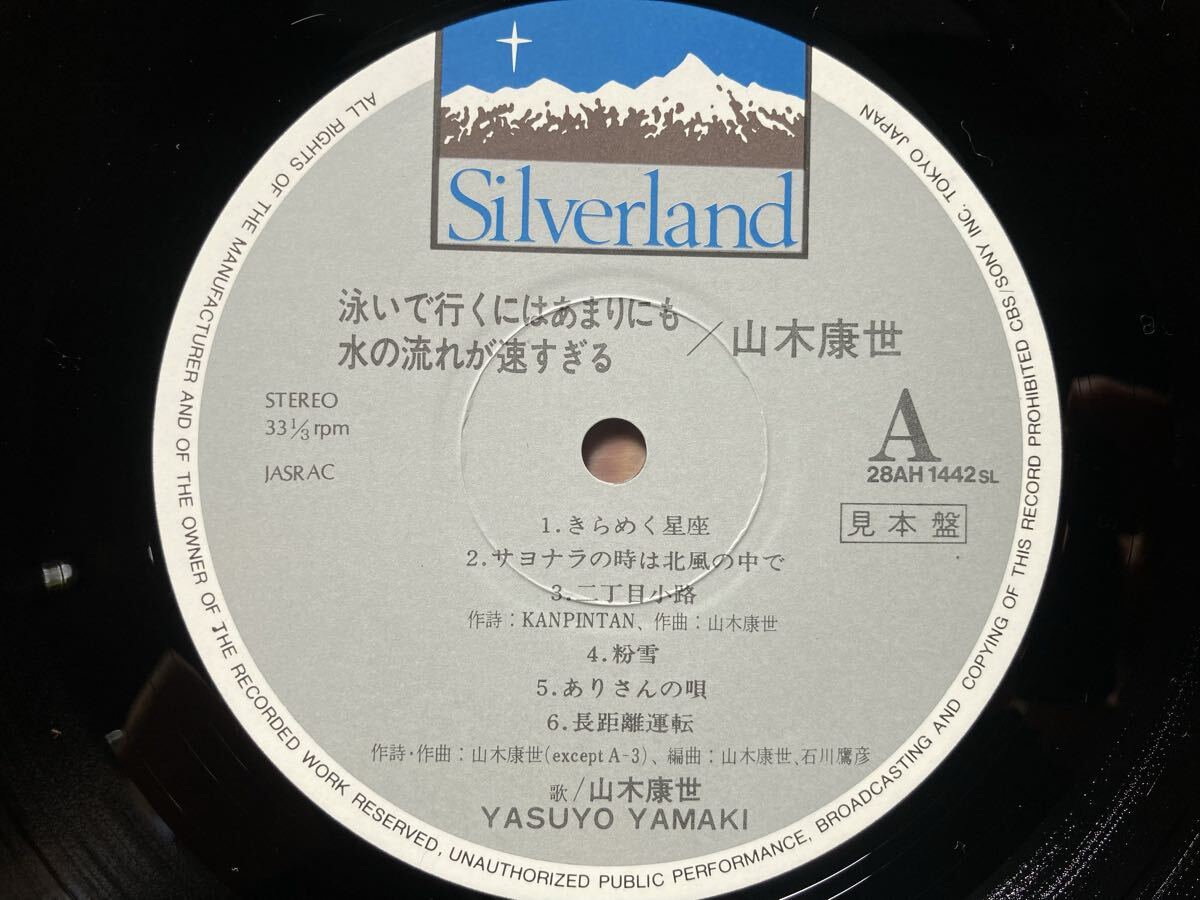 Silverland
泳いで行くにはあまりにも
水の流れが速すぎる
/山木康世
STEREO
33⅓rpm
JASRAC
A
28AH 1442SL
見本盤
1.きらめく星座
2.サヨナラの時は北風の中で
3.二丁目小路
作詩:KANPINTAN、作曲:山木康世
4.粉雪
5.ありさんの唄
6.長距離運転
作詩・作曲:山木康世(except A-3)、編曲:山木康世、石川鷹彦
歌/山木康世
YASUYO YAMAKI
ALL RIGHTS OF THE MANUFACTURER AND OF THE OWNER OF THE RECORDED WORK RESERVED, UNAUTHORIZED PUBLIC PERFORMANCE, BROADCASTING AND COPYING OF THIS RECORD PROHIBITED CBS/SONY INC. TOKYO JAPAN